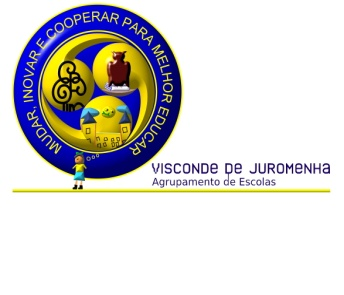 MUDAR, INOVAR E COOPERAR PARA MELHOR EDUCAR
VISCONDE DE JUROMENHA
Agrupamento de Escolas